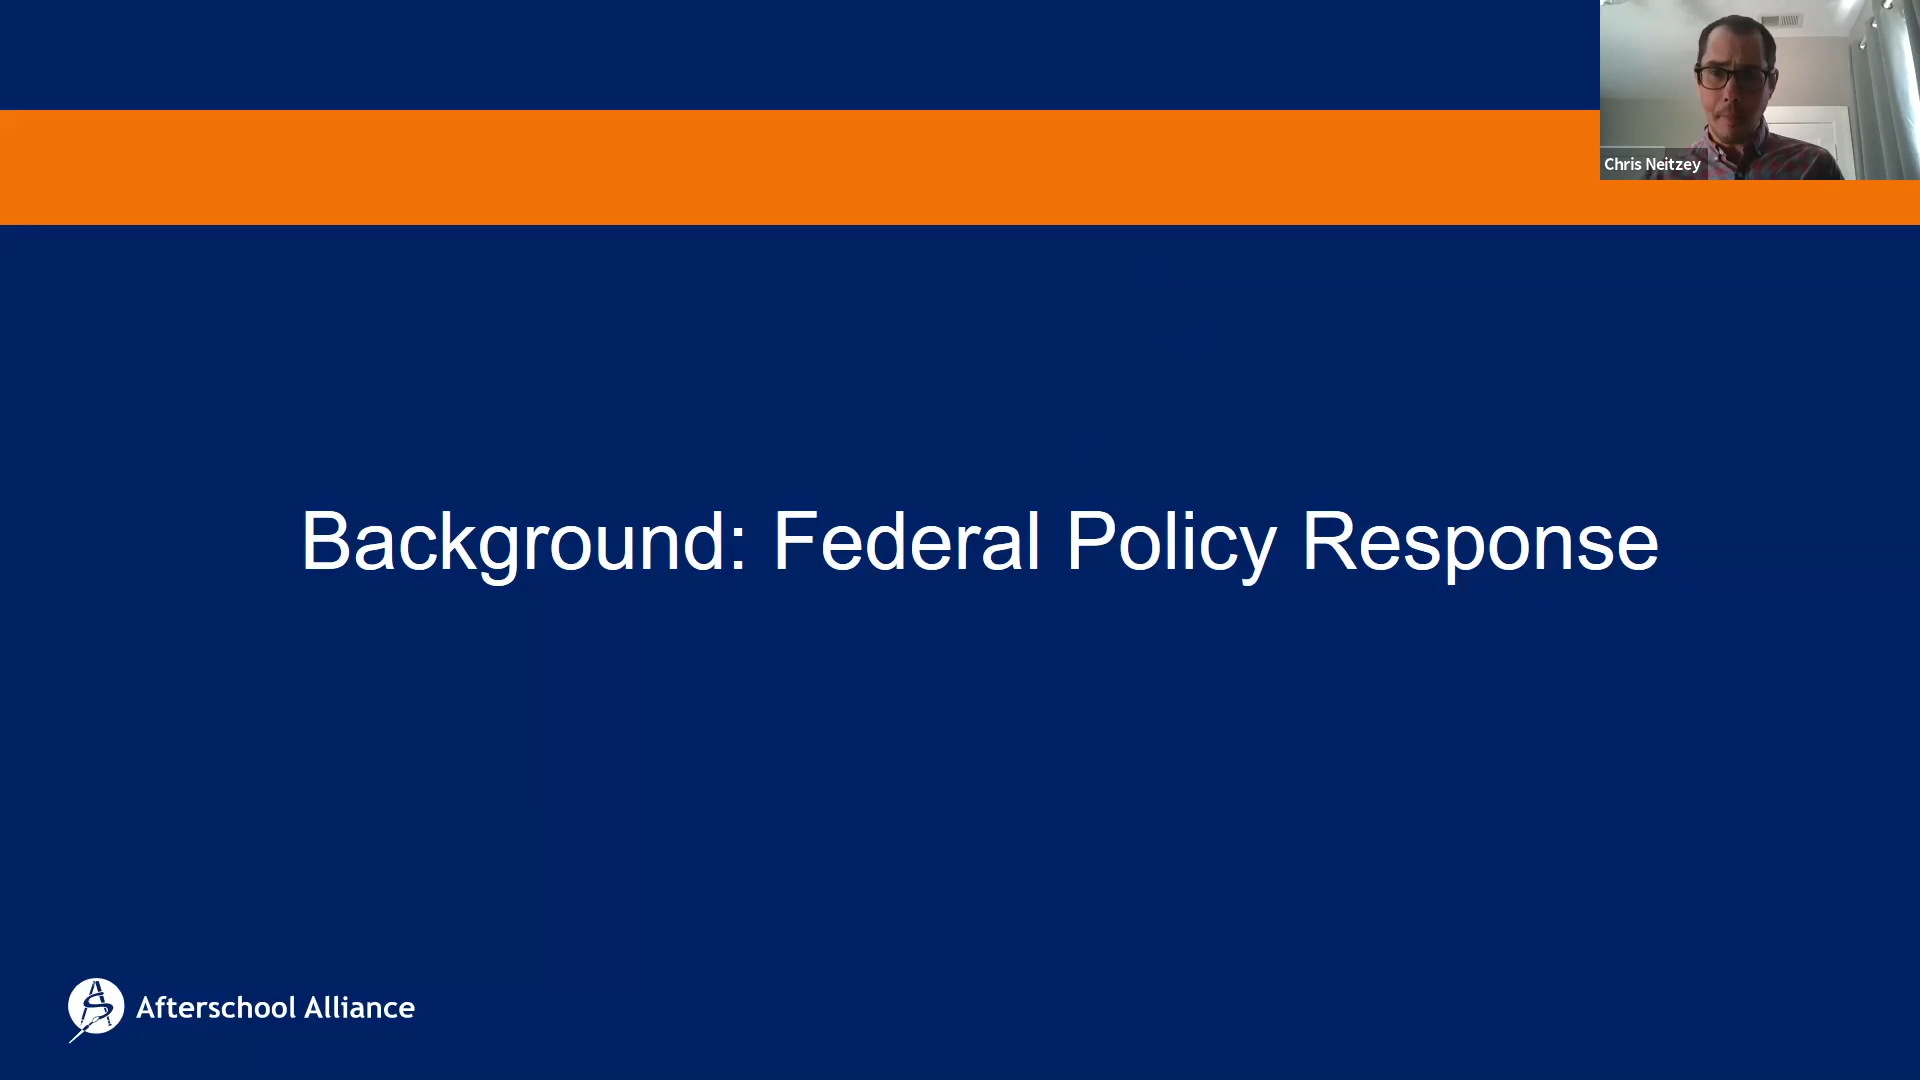 Chris Neitzey
Background: Federal Policy Response
Afterschool Alliance